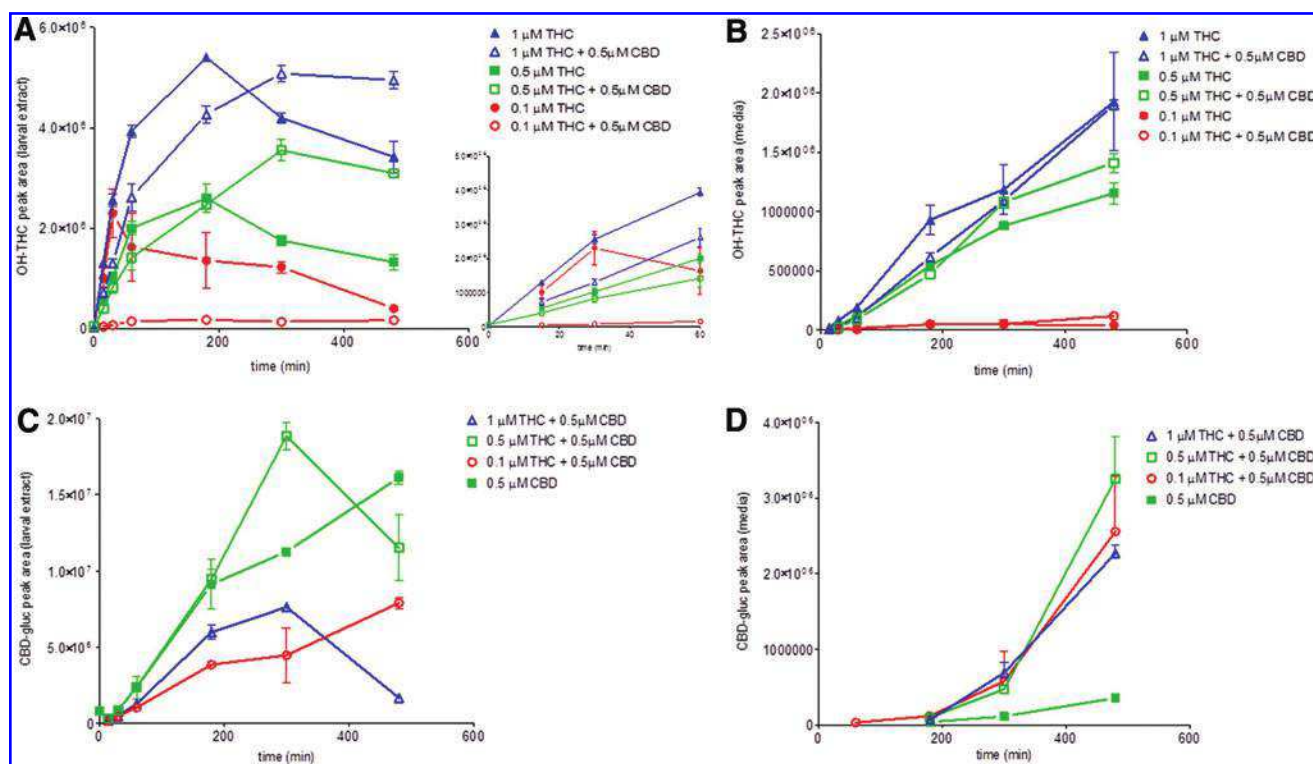 A
OH-THC peak area (larval extract)
6.0×10⁶
4.0×10⁶
2.0×10⁶
0
0 200 400 600
time (min)
1 µM THC
1 µM THC + 0.5µM CBD
0.5 µM THC
0.5 µM THC + 0.5µM CBD
0.1 µM THC
0.1 µM THC + 0.5µM CBD
1000000
0
0 20 40 60
time (min)
B
OH-THC peak area (media)
2.5×10⁰⁶
2.0×10⁰⁶
1.5×10⁰⁶
1000000
500000
0
0 200 400 600
time (min)
1 µM THC
1 µM THC + 0.5µM CBD
0.5 µM THC
0.5 µM THC + 0.5µM CBD
0.1 µM THC
0.1 µM THC + 0.5µM CBD
C
CBD-gluc peak area (larval extract)
2.0×10⁷
1.5×10⁷
1.0×10⁷
5.0×10⁶
0
0 200 400 600
time (min)
1 µM THC + 0.5µM CBD
0.5 µM THC + 0.5µM CBD
0.1 µM THC + 0.5µM CBD
0.5 µM CBD
D
CBD-gluc peak area (media)
4.0×10⁰⁶
3.0×10⁰⁶
2.0×10⁰⁶
1000000
0
0 200 400 600
time (min)
1 µM THC + 0.5µM CBD
0.5 µM THC + 0.5µM CBD
0.1 µM THC + 0.5µM CBD
0.5 µM CBD